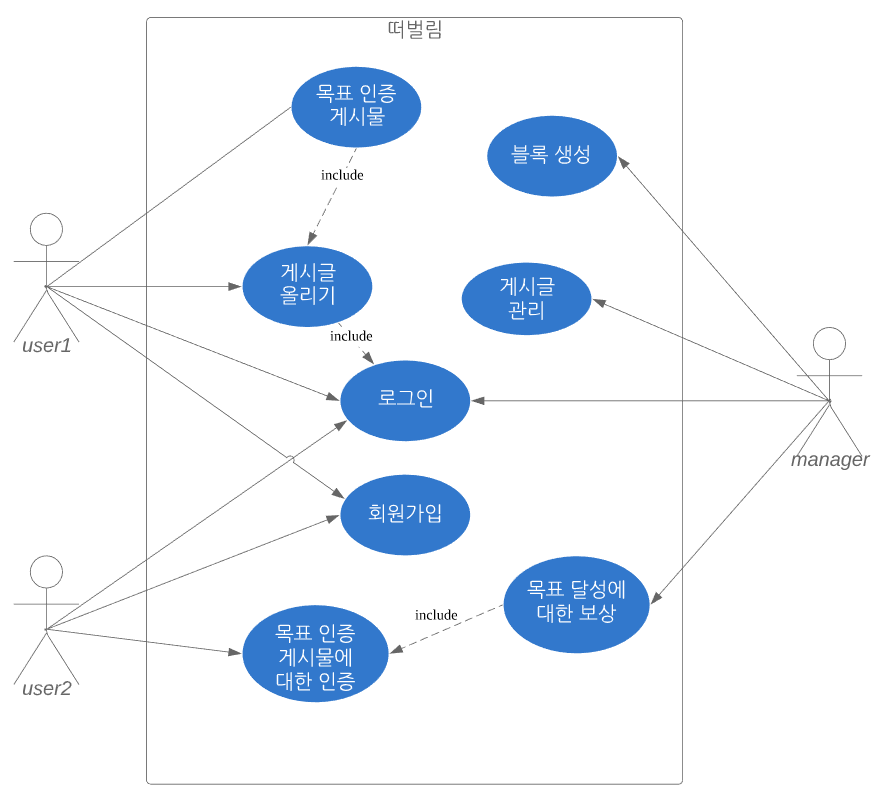 떠벌림
목표 인증
게시물
블록 생성
include
게시글
올리기
게시글
관리
user1
include
로그인
manager
회원가입
목표 달성에
대한 보상
include
목표 인증
게시물에
대한 인증
user2